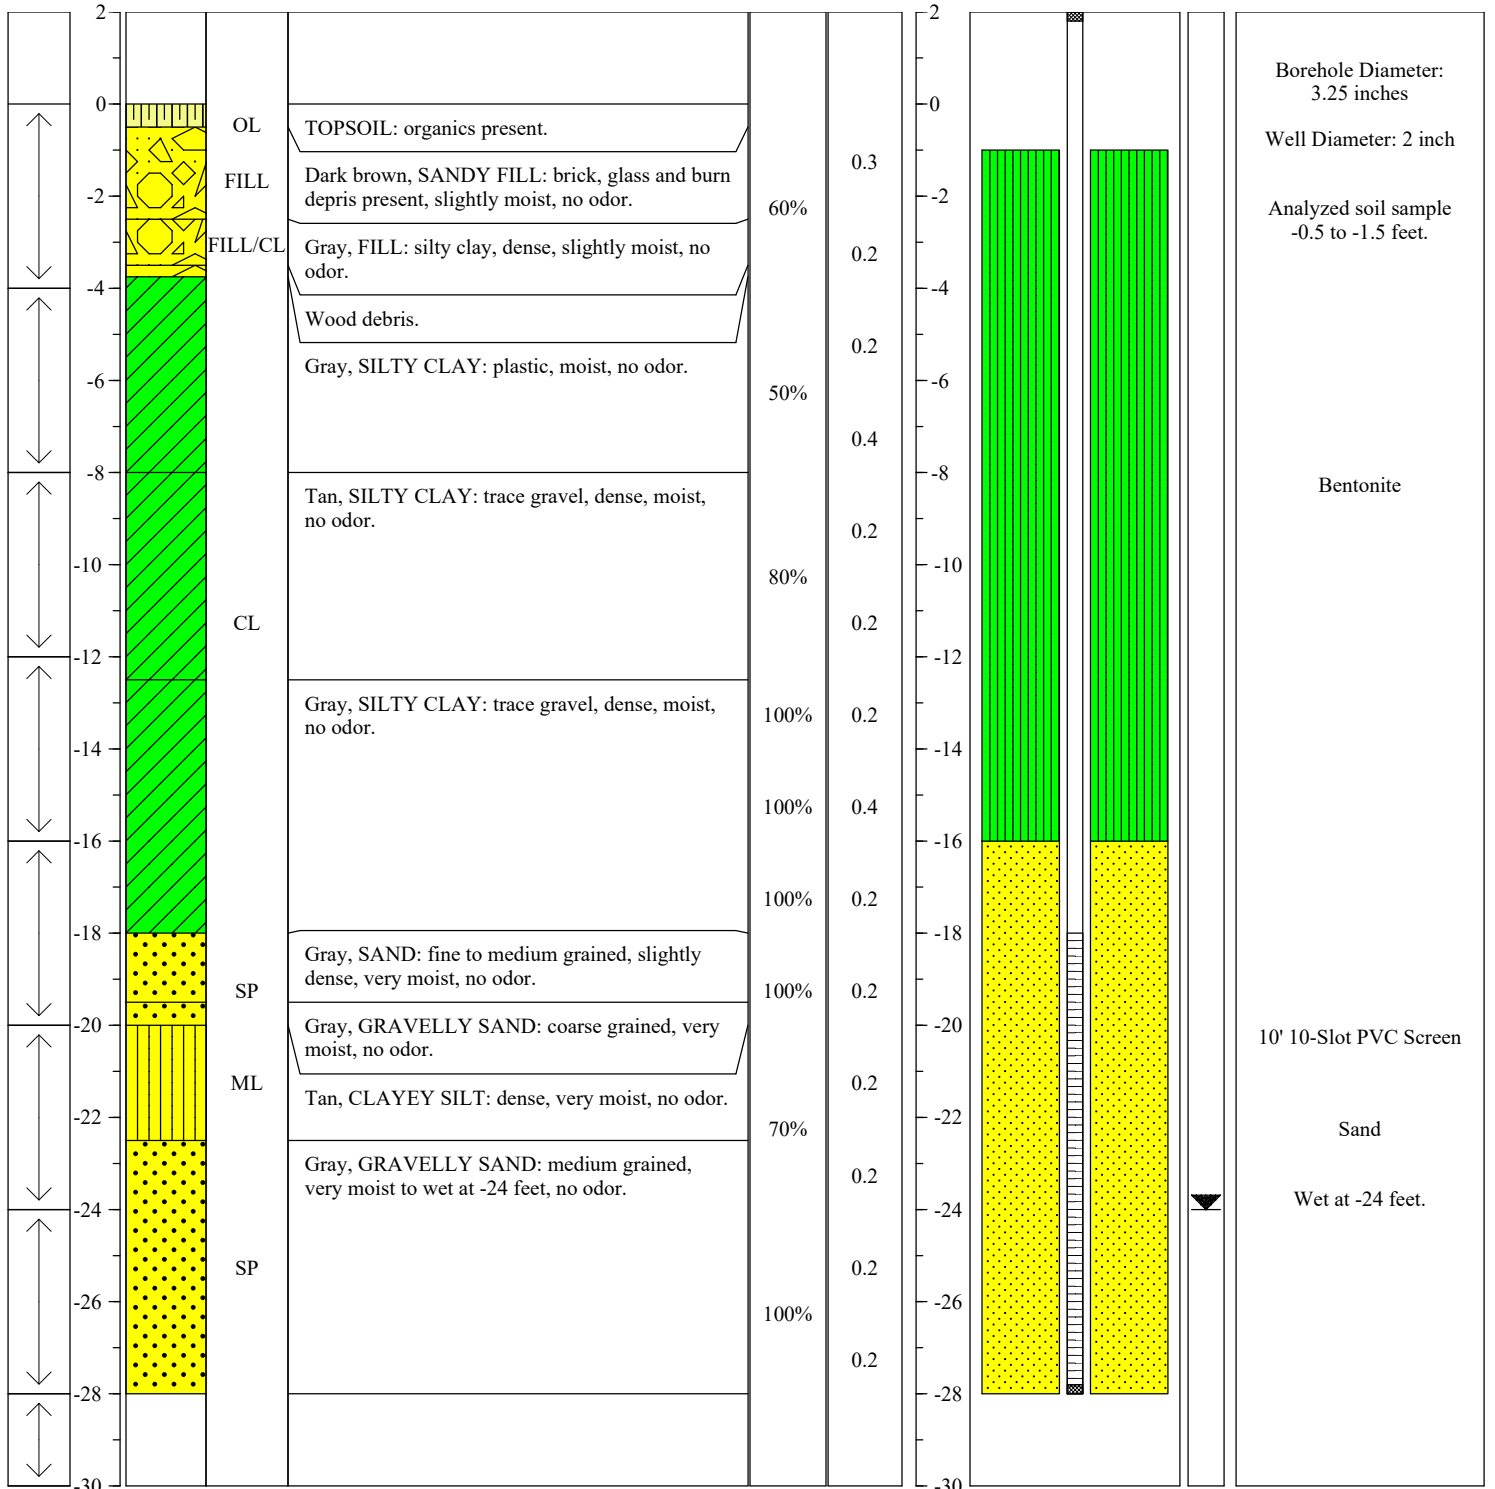 2
0
-2
-4
-6
-8
-10
-12
-14
-16
-18
-20
-22
-24
-26
-28
-30
OL
FILL
FILL/CL
CL
SP
ML
SP
TOPSOIL: organics present.
Dark brown, SANDY FILL: brick, glass and burn
depris present, slightly moist, no odor.
Gray, FILL: silty clay, dense, slightly moist, no
odor.
Wood debris.
Gray, SILTY CLAY: plastic, moist, no odor.
Tan, SILTY CLAY: trace gravel, dense, moist,
no odor.
Gray, SILTY CLAY: trace gravel, dense, moist,
no odor.
Gray, SAND: fine to medium grained, slightly
dense, very moist, no odor.
Gray, GRAVELLY SAND: coarse grained, very
moist, no odor.
Tan, CLAYEY SILT: dense, very moist, no odor.
Gray, GRAVELLY SAND: medium grained,
very moist to wet at -24 feet, no odor.
60%
50%
80%
100%
100%
100%
100%
70%
100%
0.3
0.2
0.2
0.4
0.2
0.2
0.2
0.4
0.2
0.2
0.2
0.2
0.2
0.2
2
0
-2
-4
-6
-8
-10
-12
-14
-16
-18
-20
-22
-24
-26
-28
-30
Borehole Diameter:
3.25 inches
Well Diameter: 2 inch
Analyzed soil sample
-0.5 to -1.5 feet.
Bentonite
10' 10-Slot PVC Screen
Sand
Wet at -24 feet.